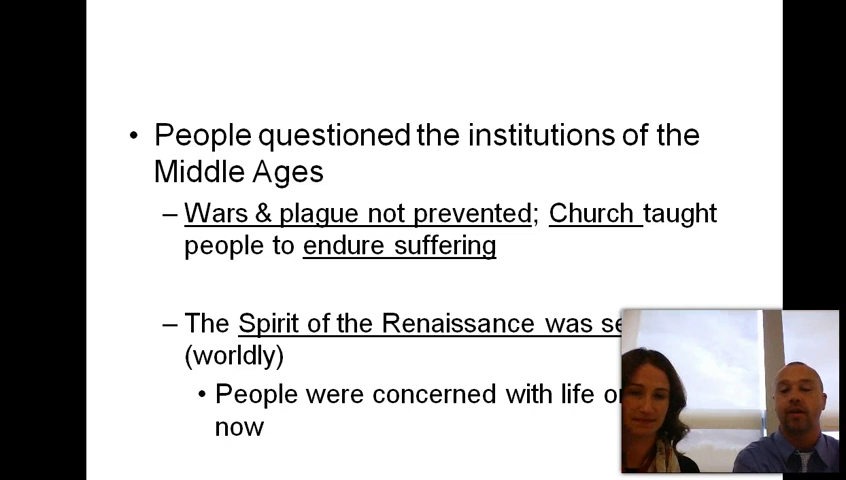 • People questioned the institutions of the
Middle Ages
– Wars & plague not prevented; Church taught
people to endure suffering
– The Spirit of the Renaissance was
(worldly)
• People were concerned with life
now